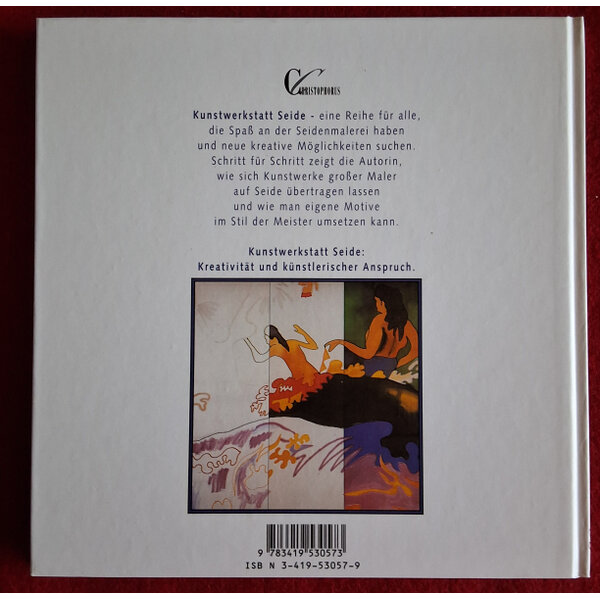 CHRISTOPHORUS
Kunstwerkstatt Seide - eine Reihe für alle,
die Spaß an der Seidenmalerei haben
und neue kreative Möglichkeiten suchen.
Schritt für Schritt zeigt die Autorin,
wie sich Kunstwerke großer Maler
auf Seide übertragen lassen
und wie man eigene Motive
im Stil der Meister umsetzen kann.
Kunstwerkstatt Seide:
Kreativität und künstlerischer Anspruch.
9 783419 530573
ISB N 3-419-53057-9